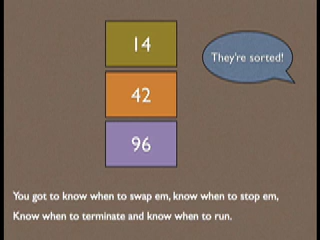 14
They're sorted!
42
96
You got to know when to swap em, know when to stop em,
Know when to terminate and know when to run.